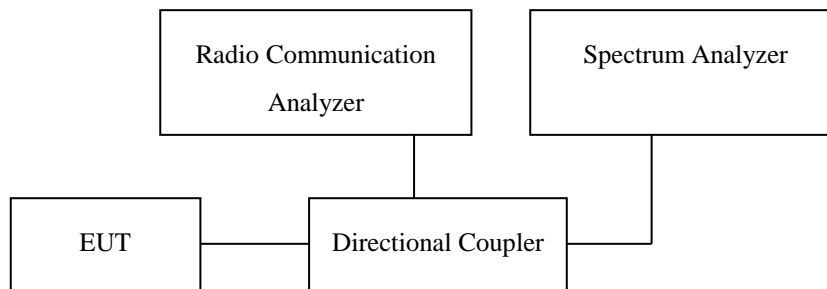 Radio Communication
Analyzer
Spectrum Analyzer
EUT
Directional Coupler